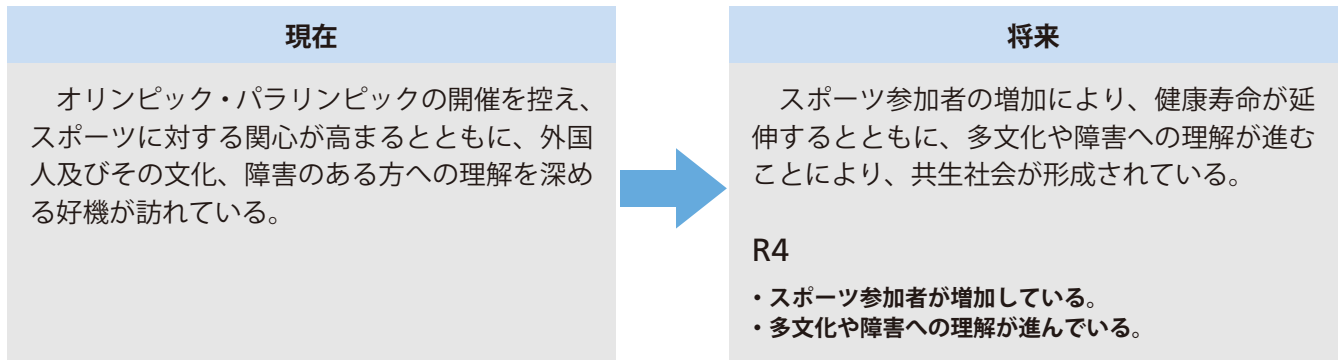 現在
オリンピック・パラリンピックの開催を控え、
スポーツに対する関心が高まるとともに、外国
人及びその文化、障害のある方への理解を深め
る好機が訪れている。
将来
スポーツ参加者の増加により、健康寿命が延
伸するとともに、多文化や障害への理解が進む
ことにより、共生社会が形成されている。
R4
・スポーツ参加者が増加している。
・多文化や障害への理解が進んでいる。